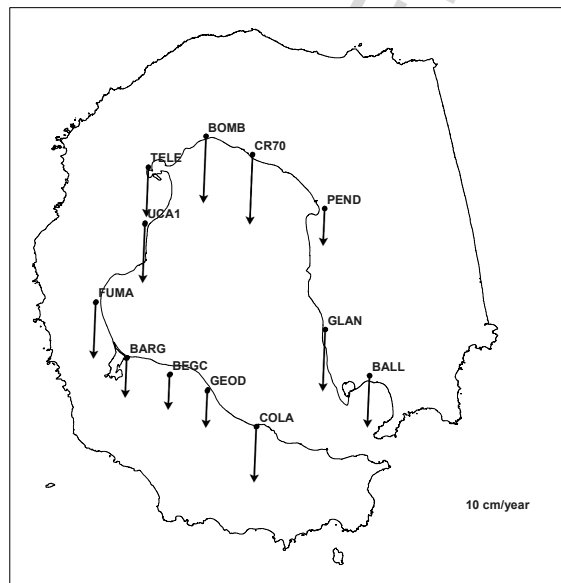 BOMB
CR70
TELE
PEND
UCA1
FUMA
GLAN
BARG
BEGC
BALL
GEOD
COLA
10 cm/year